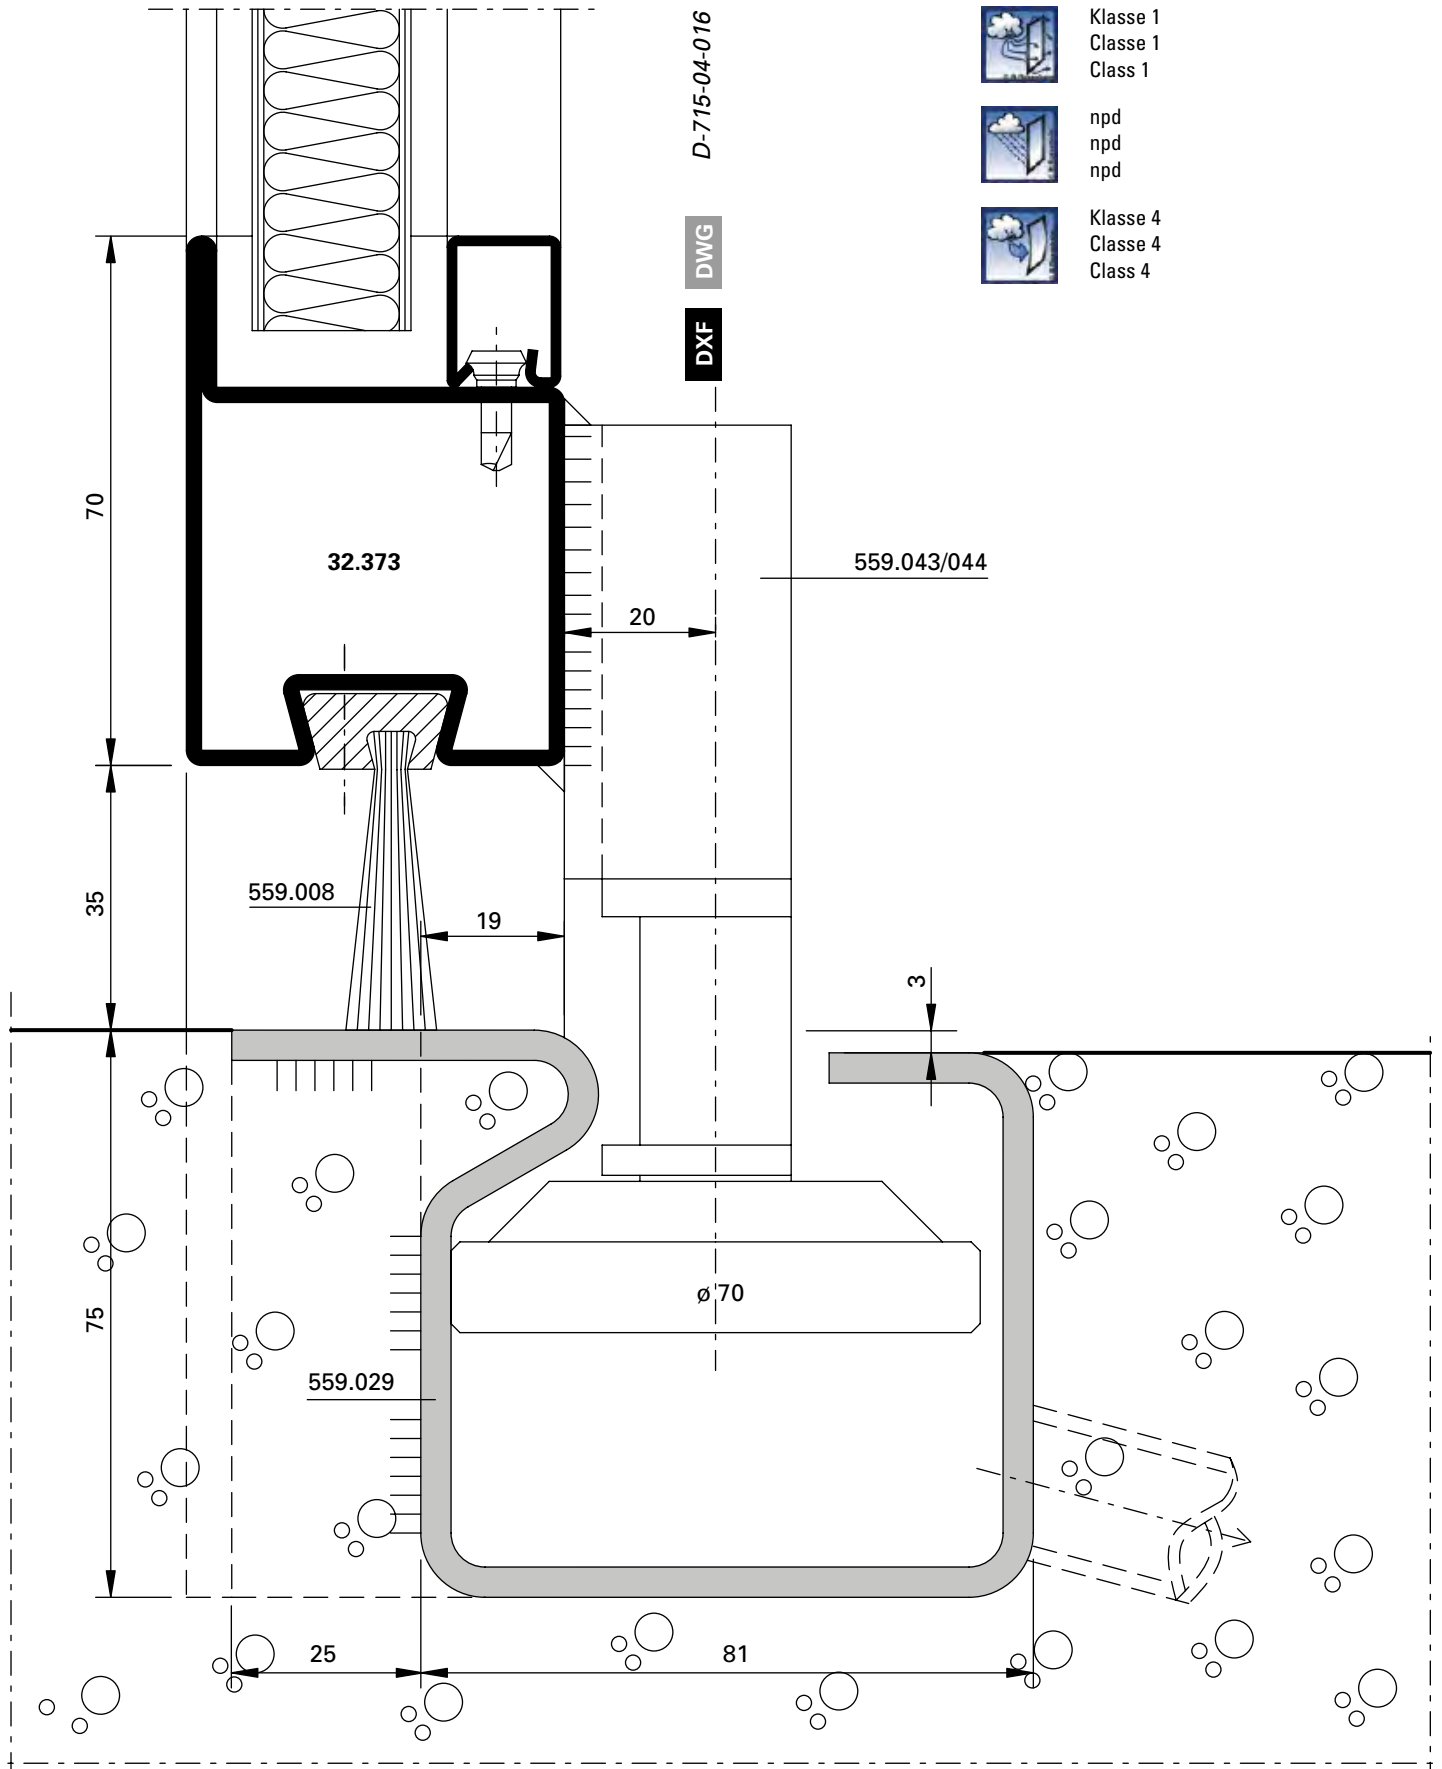 D-715-04-016
DWG
DXF
Klasse 1
Classe 1
Class 1
npd
npd
npd
Klasse 4
Classe 4
Class 4
70
32.373
559.043/044
20
559.008
35
19
3
75
ø 70
559.029
25
81